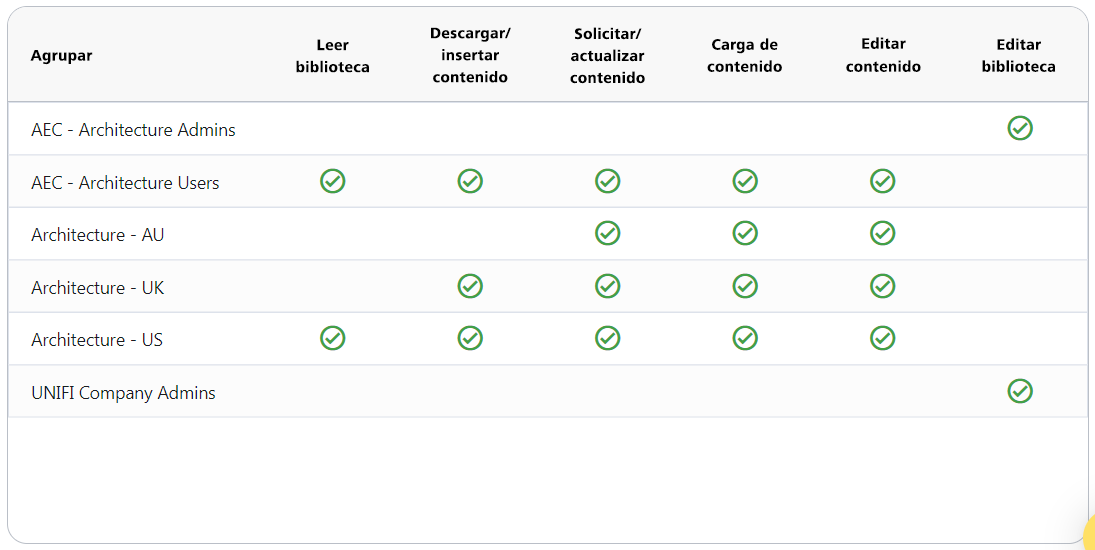 Agrupar
Leer
biblioteca
Descargar/
insertar
contenido
Solicitar/
actualizar
contenido
Carga de
contenido
Editar
contenido
Editar
biblioteca
AEC - Architecture Admins
AEC - Architecture Users
Architecture - AU
Architecture - UK
Architecture - US
UNIFI Company Admins